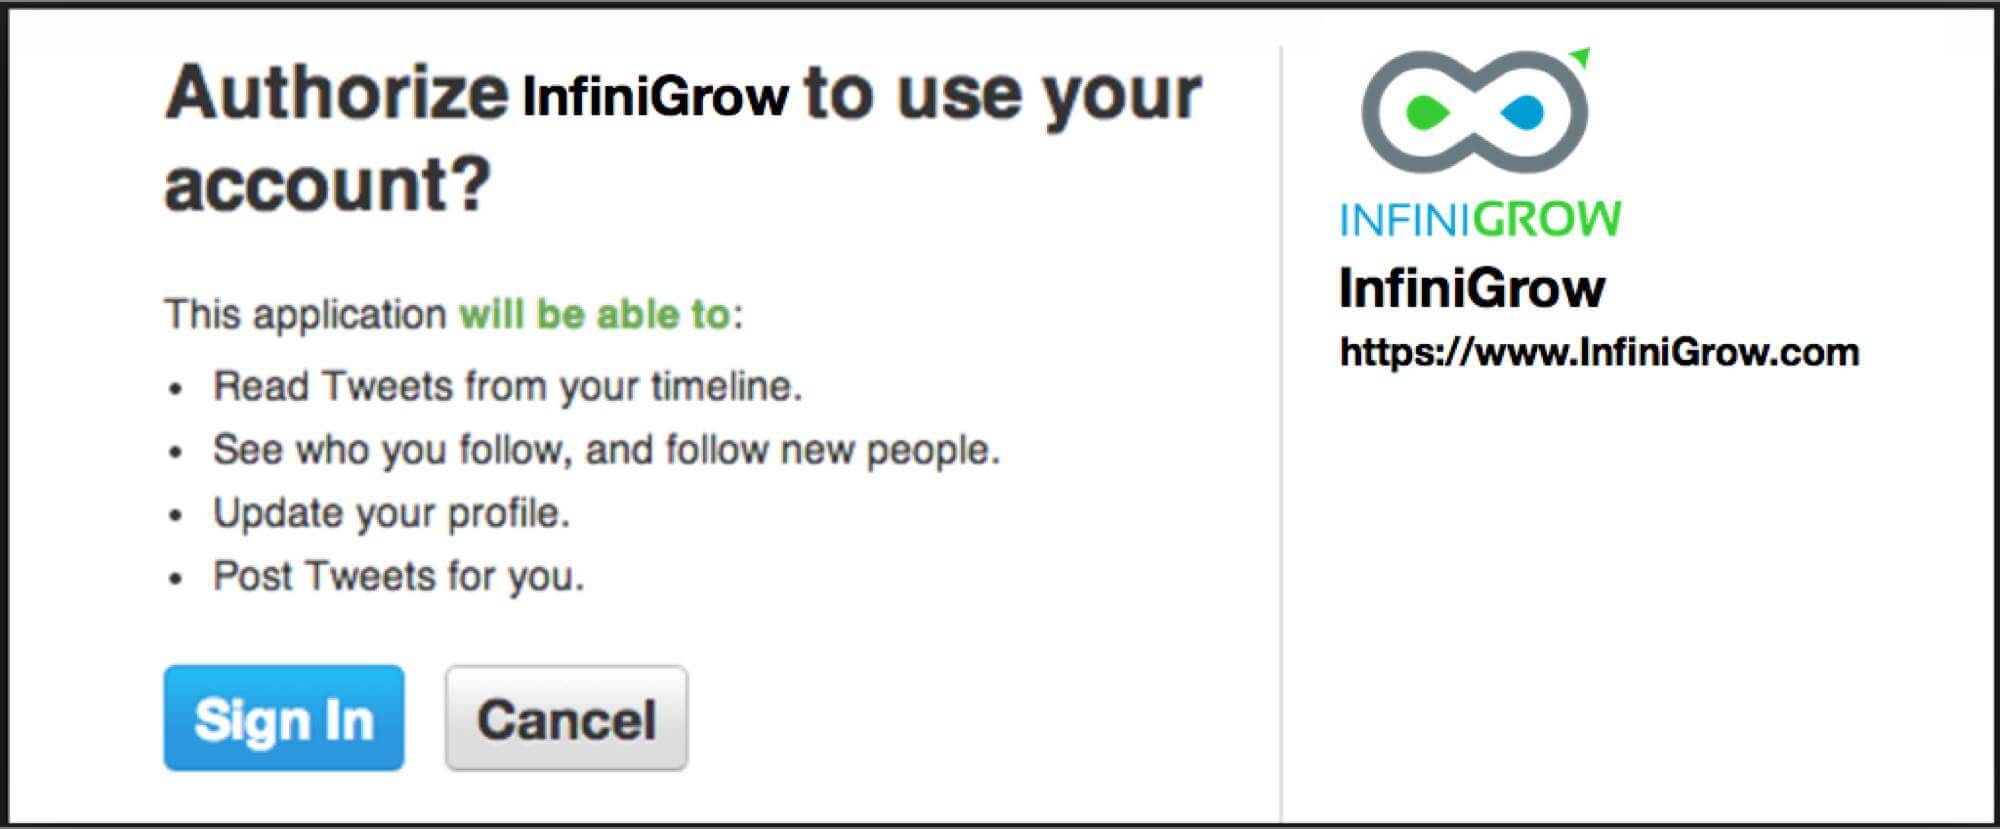 Authorize InfiniGrow to use your
account?
This application will be able to:
• Read Tweets from your timeline.
• See who you follow, and follow new people.
• Update your profile.
• Post Tweets for you.
Sign In
Cancel
INFINIGROW
InfiniGrow
https://www.InfiniGrow.com